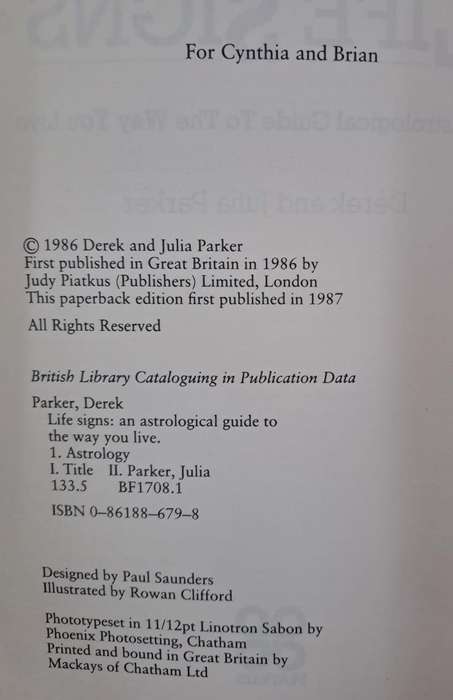 For Cynthia and Brian
© 1986 Derek and Julia Parker
First published in Great Britain in 1986 by
Judy Piatkus (Publishers) Limited, London
This paperback edition first published in 1987
All Rights Reserved
British Library Cataloguing in Publication Data
Parker, Derek
Life signs: an astrological guide to
the way you live.
1. Astrology
I. Title II. Parker, Julia
133.5 BF1708.1
ISBN 0–86188–679–8
Designed by Paul Saunders
Illustrated by Rowan Clifford
Phototypeset in 11/12pt Linotron Sabon by
Phoenix Photosetting, Chatham
Printed and bound in Great Britain by
Mackays of Chatham Ltd